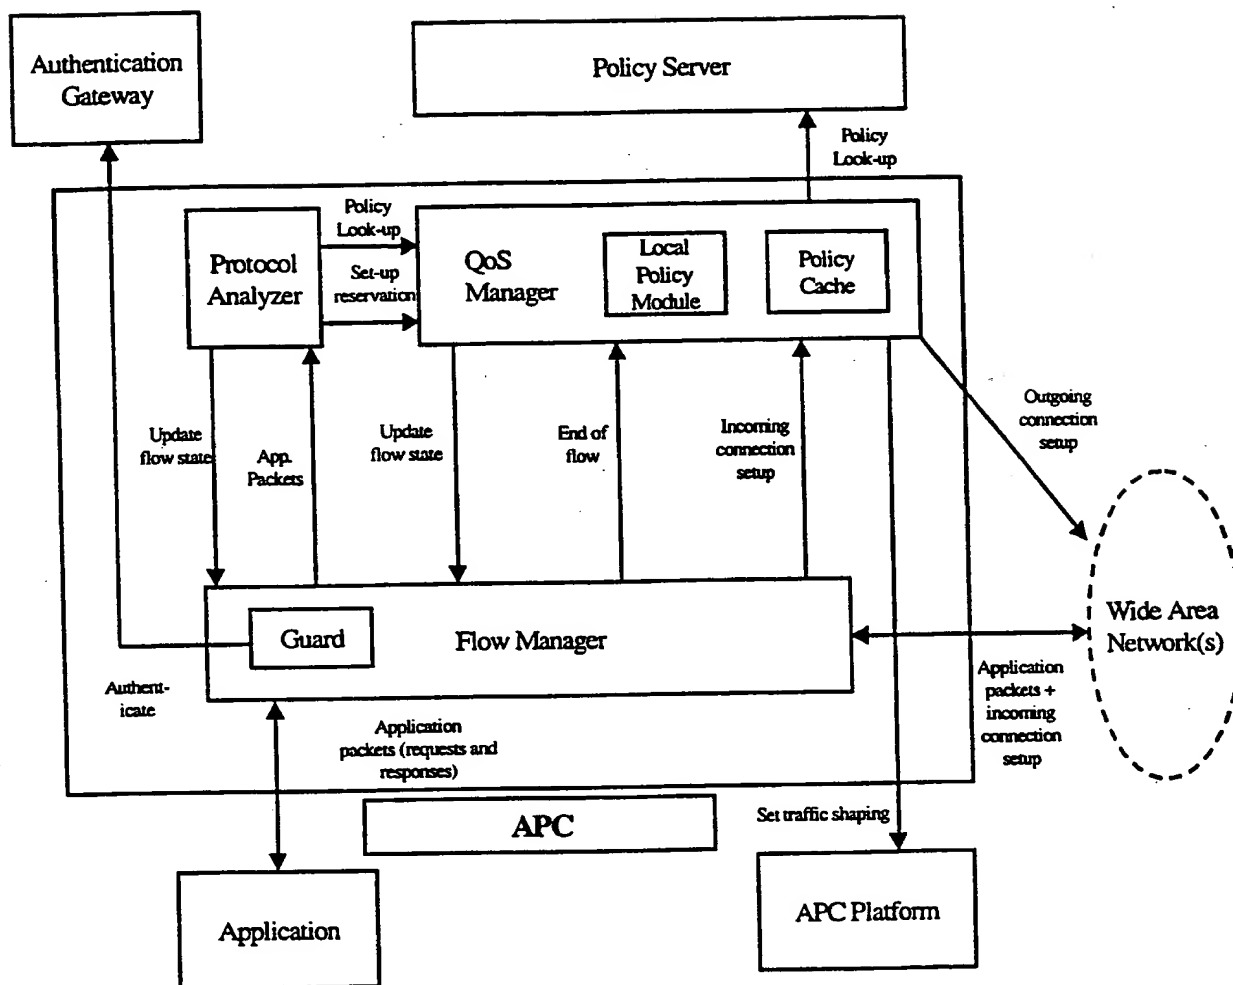 Authentication
Gateway
Policy Server
Policy
Look-up
Protocol
Analyzer
Policy
Look-up
Set-up
reservation
QoS
Manager
Local
Policy
Module
Policy
Cache
Update
flow state
App.
Packets
Update
flow state
End of
flow
Incoming
connection
setup
Outgoing
connection
setup
Guard
Flow Manager
Wide Area
Network(s)
Authent-
icate
Application
packets (requests and
responses)
Application
packets +
incoming
connection
setup
APC
Set traffic shaping
Application
APC Platform